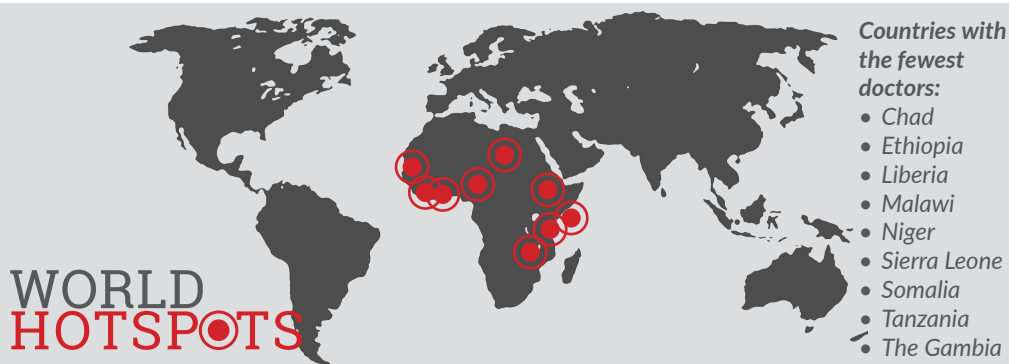 WORLD
HOTSPOTS
Countries with
the fewest
doctors:
• Chad
• Ethiopia
• Liberia
• Malawi
• Niger
• Sierra Leone
• Somalia
• Tanzania
• The Gambia